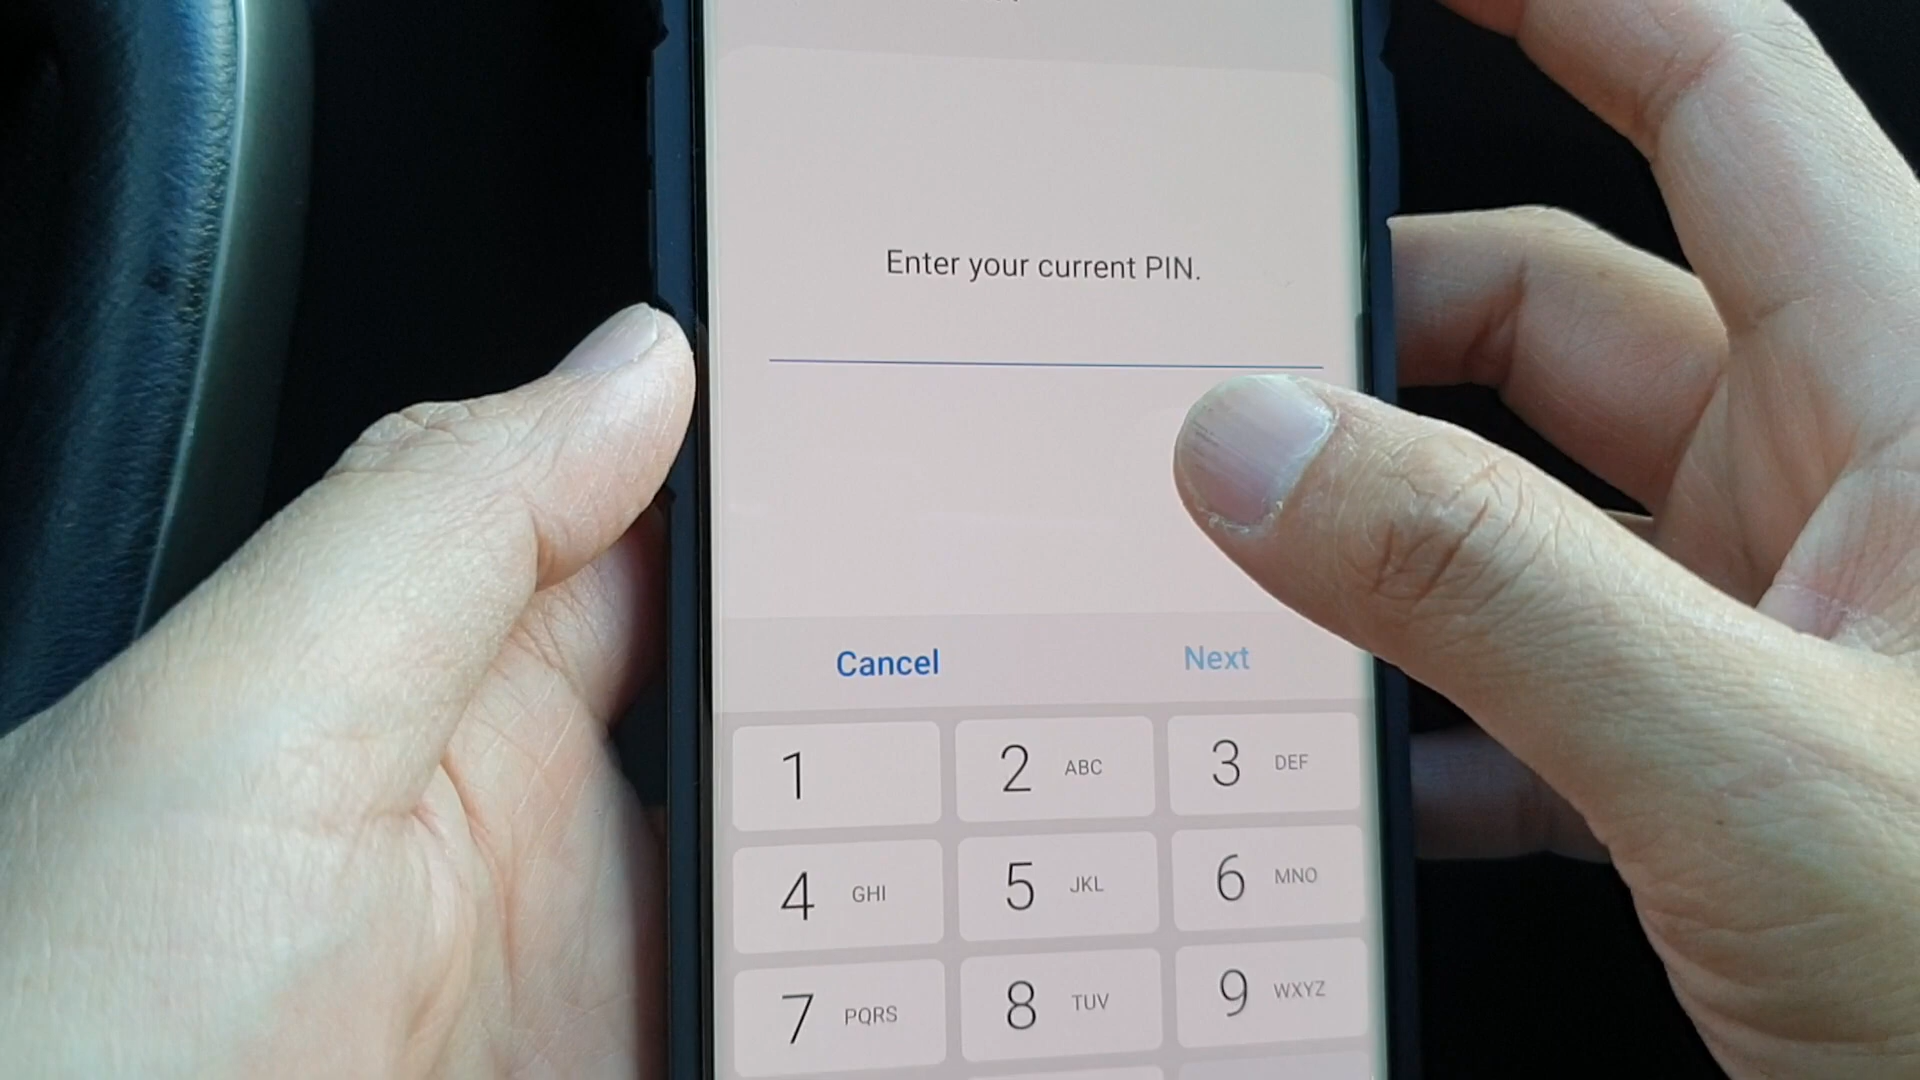 Enter your current PIN.
Cancel Next
1 2 ABC 3 DEF
4 GHI 5 JKL 6 MNO
7 PQRS 8 TUV 9 WXYZ